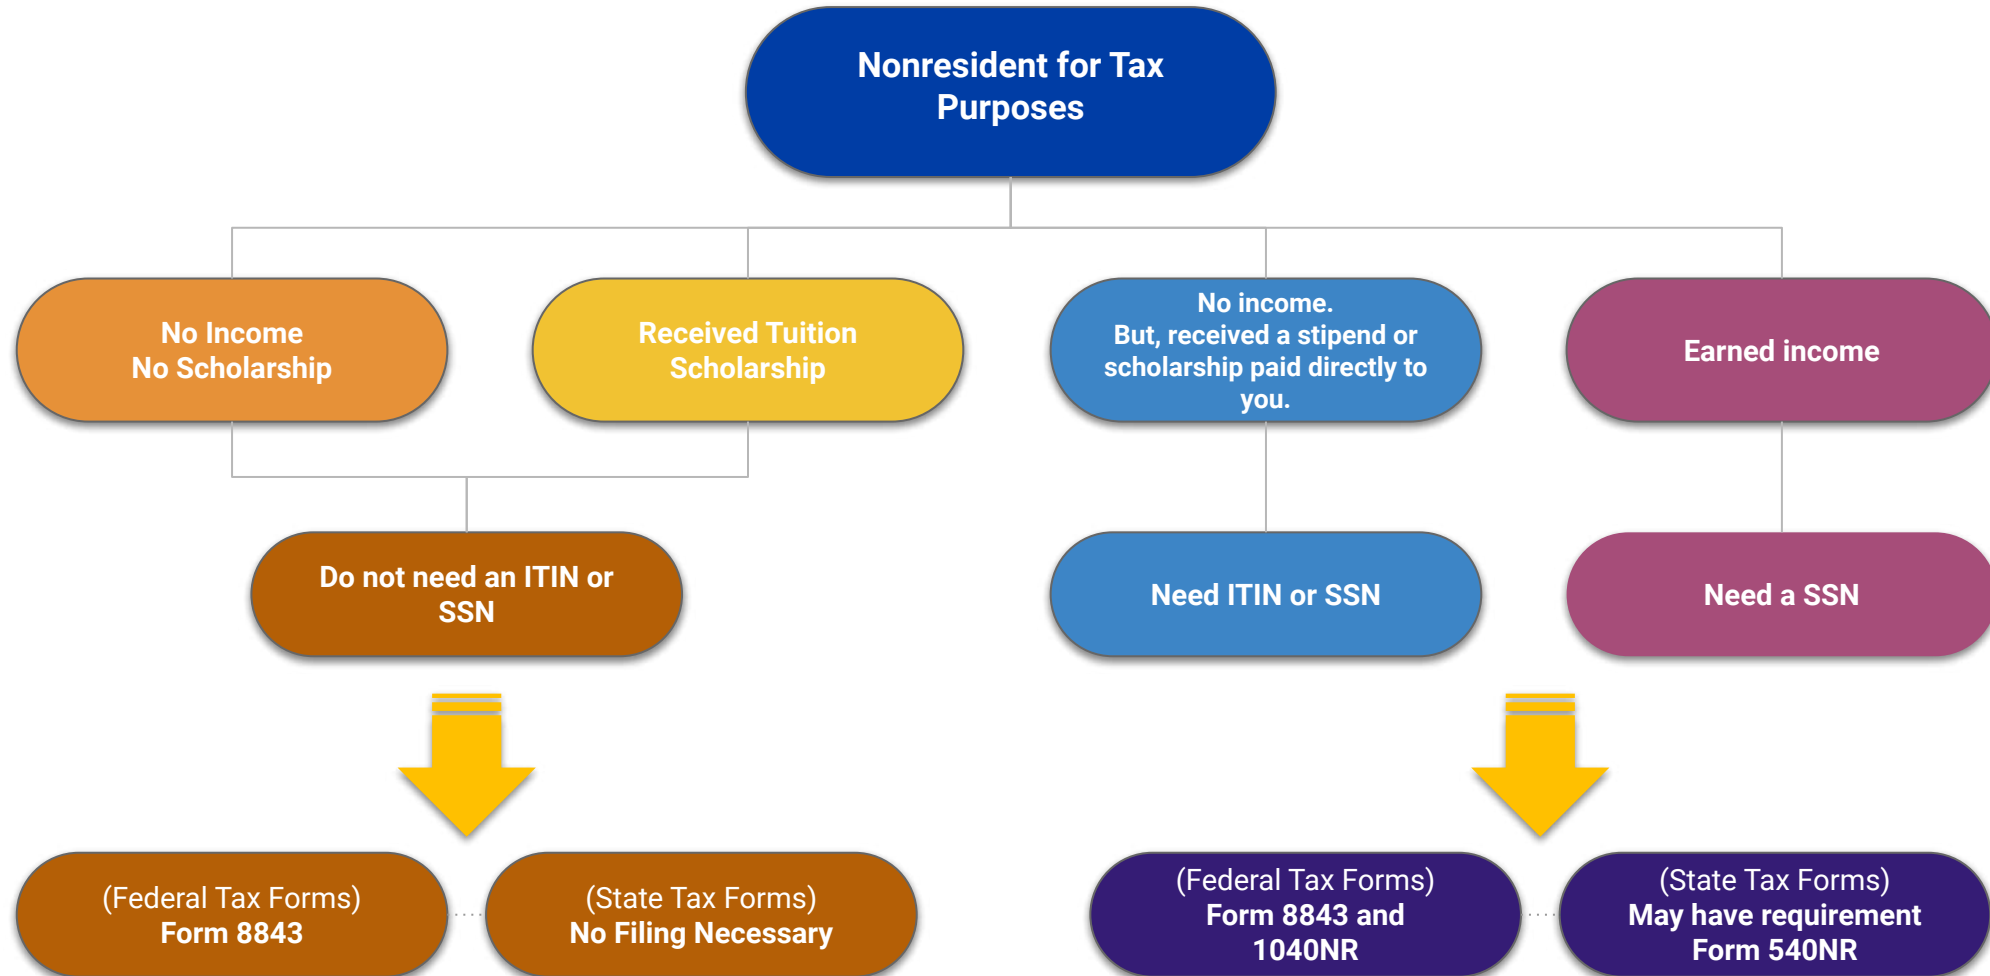 Nonresident for Tax
Purposes
No Income
No Scholarship
Received Tuition
Scholarship
No income.
But, received a stipend or
scholarship paid directly to
you.
Earned income
Do not need an ITIN or
SSN
Need ITIN or SSN
Need a SSN
(Federal Tax Forms)
Form 8843
(State Tax Forms)
No Filing Necessary
(Federal Tax Forms)
Form 8843 and
1040NR
(State Tax Forms)
May have requirement
Form 540NR